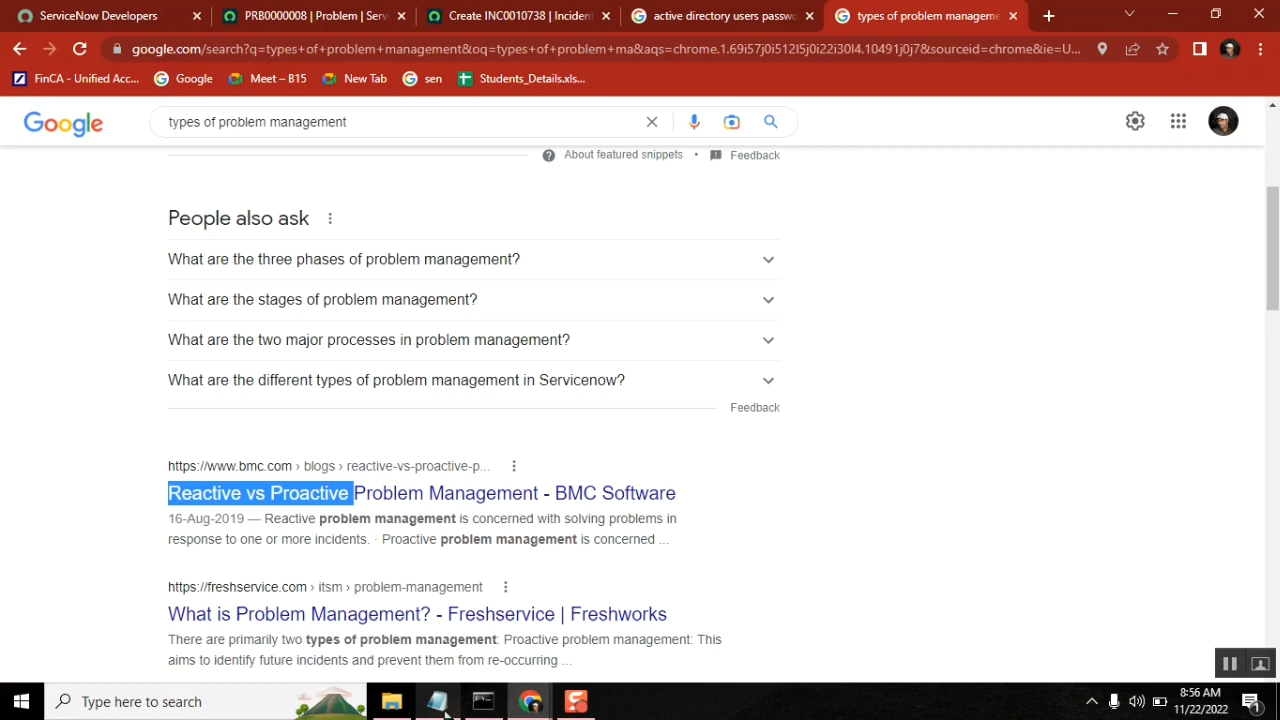 ServiceNow Developers
PRB0000008 | Problem | Serv
Create INC0010738 | Incident
active directory users passwo
types of problem manageme
google.com/search?q=types+of+problem+management&oq=types+of+problem+ma&aqs=chrome.1.69i57j0i512l5j0i22i30l4.10491j0j7&sourceid=chrome&ie=U...
FinCA - Unified Acc...
Google
Meet – B15
New Tab
sen
Students_Details.xls...
Google
types of problem management
About featured snippets
•
Feedback
People also ask
What are the three phases of problem management?
What are the stages of problem management?
What are the two major processes in problem management?
What are the different types of problem management in Servicenow?
Feedback
https://www.bmc.com › blogs › reactive-vs-proactive-p...
Reactive vs Proactive Problem Management - BMC Software
16-Aug-2019 — Reactive problem management is concerned with solving problems in
response to one or more incidents. · Proactive problem management is concerned ...
https://freshservice.com › itsm › problem-management
What is Problem Management? - Freshservice | Freshworks
There are primarily two types of problem management: Proactive problem management: This
aims to identify future incidents and prevent them from re-occurring ...
Type here to search
8:56 AM
11/22/2022
1